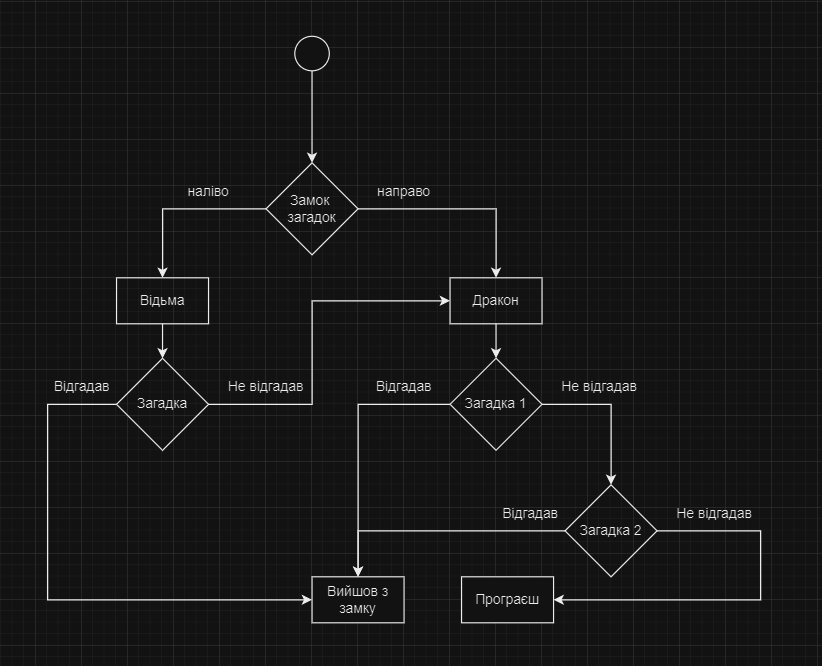 Замок
загадок
наліво
направо
Відьма
Дракон
Відгадав
Загадка
Не відгадав
Відгадав
Загадка 1
Не відгадав
Відгадав
Загадка 2
Не відгадав
Вийшов з
замку
Програєш